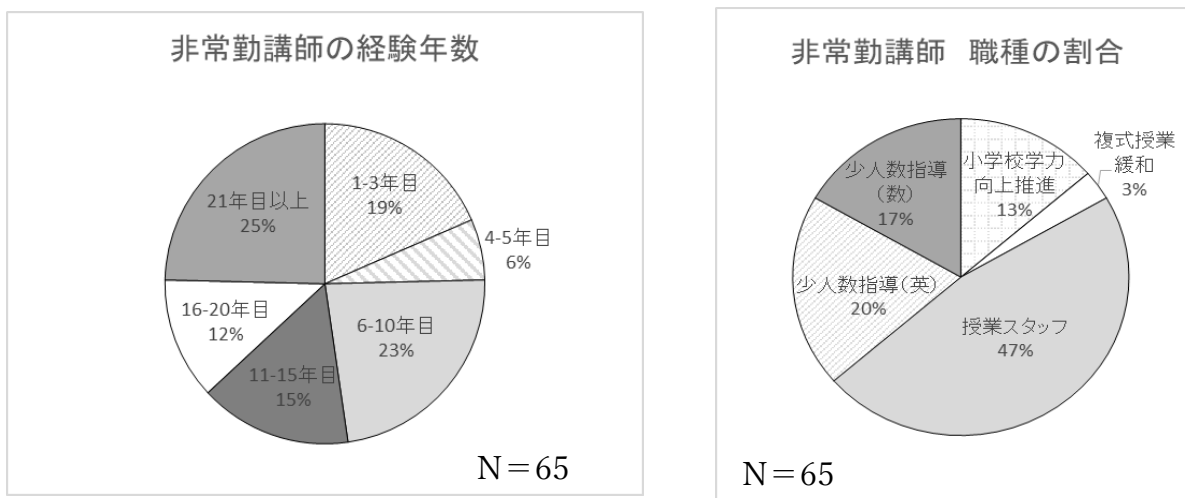 非常勤講師の経験年数
1-3年目
19%
4-5年目
6%
6-10年目
23%
11-15年目
15%
16-20年目
12%
21年目以上
25%
N＝65
非常勤講師　職種の割合
小学校学力
向上推進
13%
複式授業
緩和
3%
授業スタッフ
47%
少人数指導(英)
20%
少人数指導
(数)
17%
N＝65